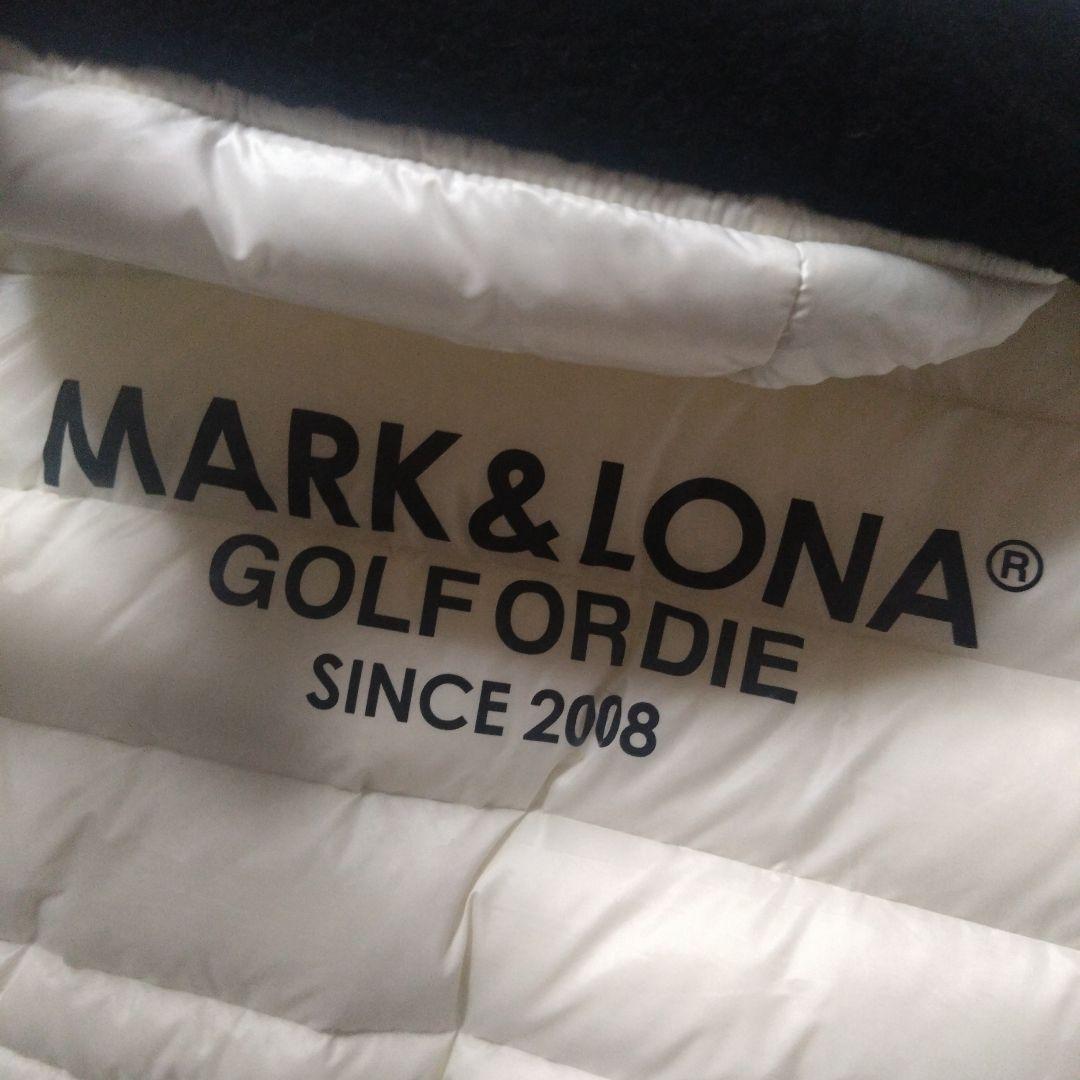 MARK & LONA®
GOLF OR DIE
SINCE 2008